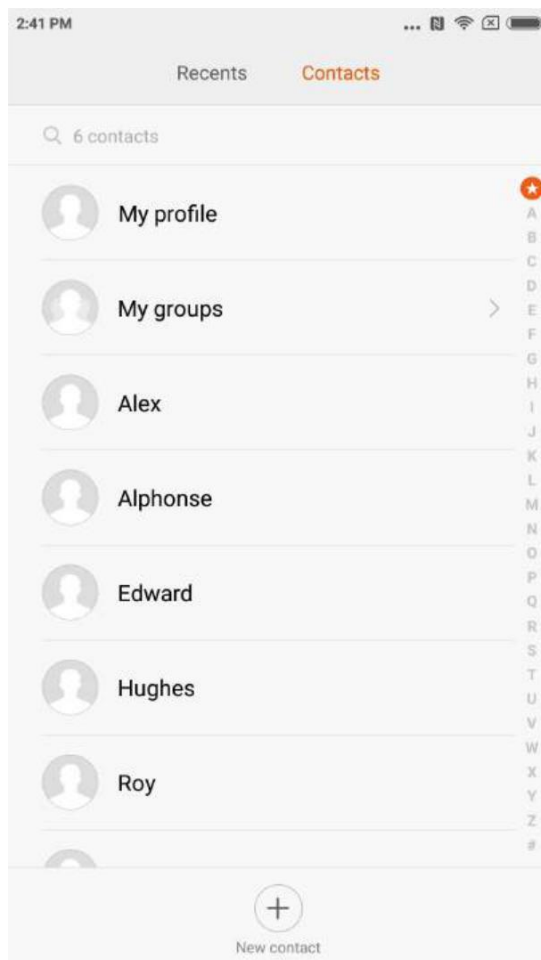 2:41 PM
Recents Contacts
6 contacts
My profile
My groups
Alex
Alphonse
Edward
Hughes
Roy
A
B
C
D
E
F
G
H
I
J
K
L
M
N
O
P
Q
R
S
T
U
V
W
X
Y
Z
#
New contact